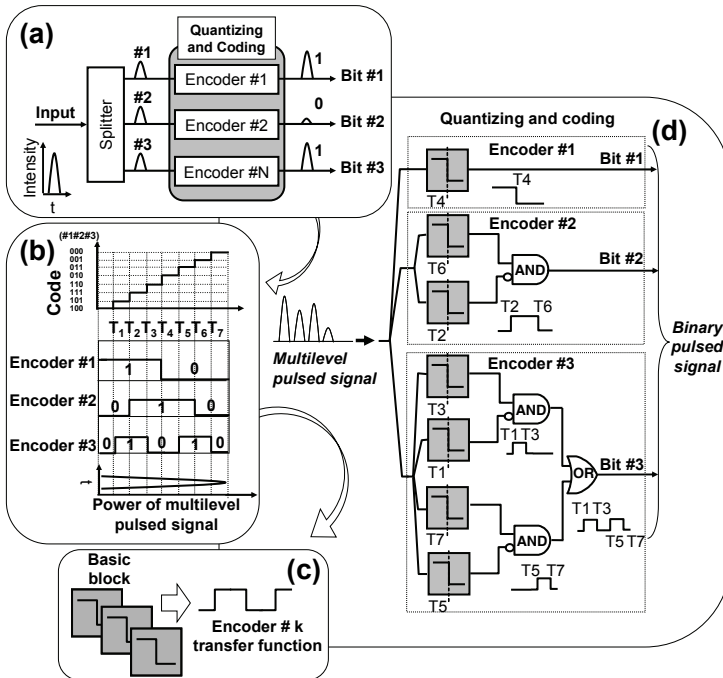 (a)
Quantizing
and Coding
#1
Encoder #1
1
Bit #1
Input
Splitter
#2
Encoder #2
0
Bit #2
#3
Encoder #N
1
Bit #3
Intensity
t
(b)
(#1#2#3)
Code
000
001
011
010
110
111
101
100
T1 T2 T3 T4 T5 T6 T7
Encoder #1
1 0
Encoder #2
0 1 0
Encoder #3
0 1 0 1 0
t
Power of multilevel
pulsed signal
(c)
Basic
block
Encoder # k
transfer function
Multilevel
pulsed signal
(d)
Quantizing and coding
Encoder #1
Bit #1
T4
T4
Encoder #2
Bit #2
T6
AND
T2
T2 T6
Encoder #3
T3
AND
T1
T1 T3
Bit #3
OR
T1 T3
T5 T7
T7
AND
T5
T5 T7
Binary
pulsed
signal